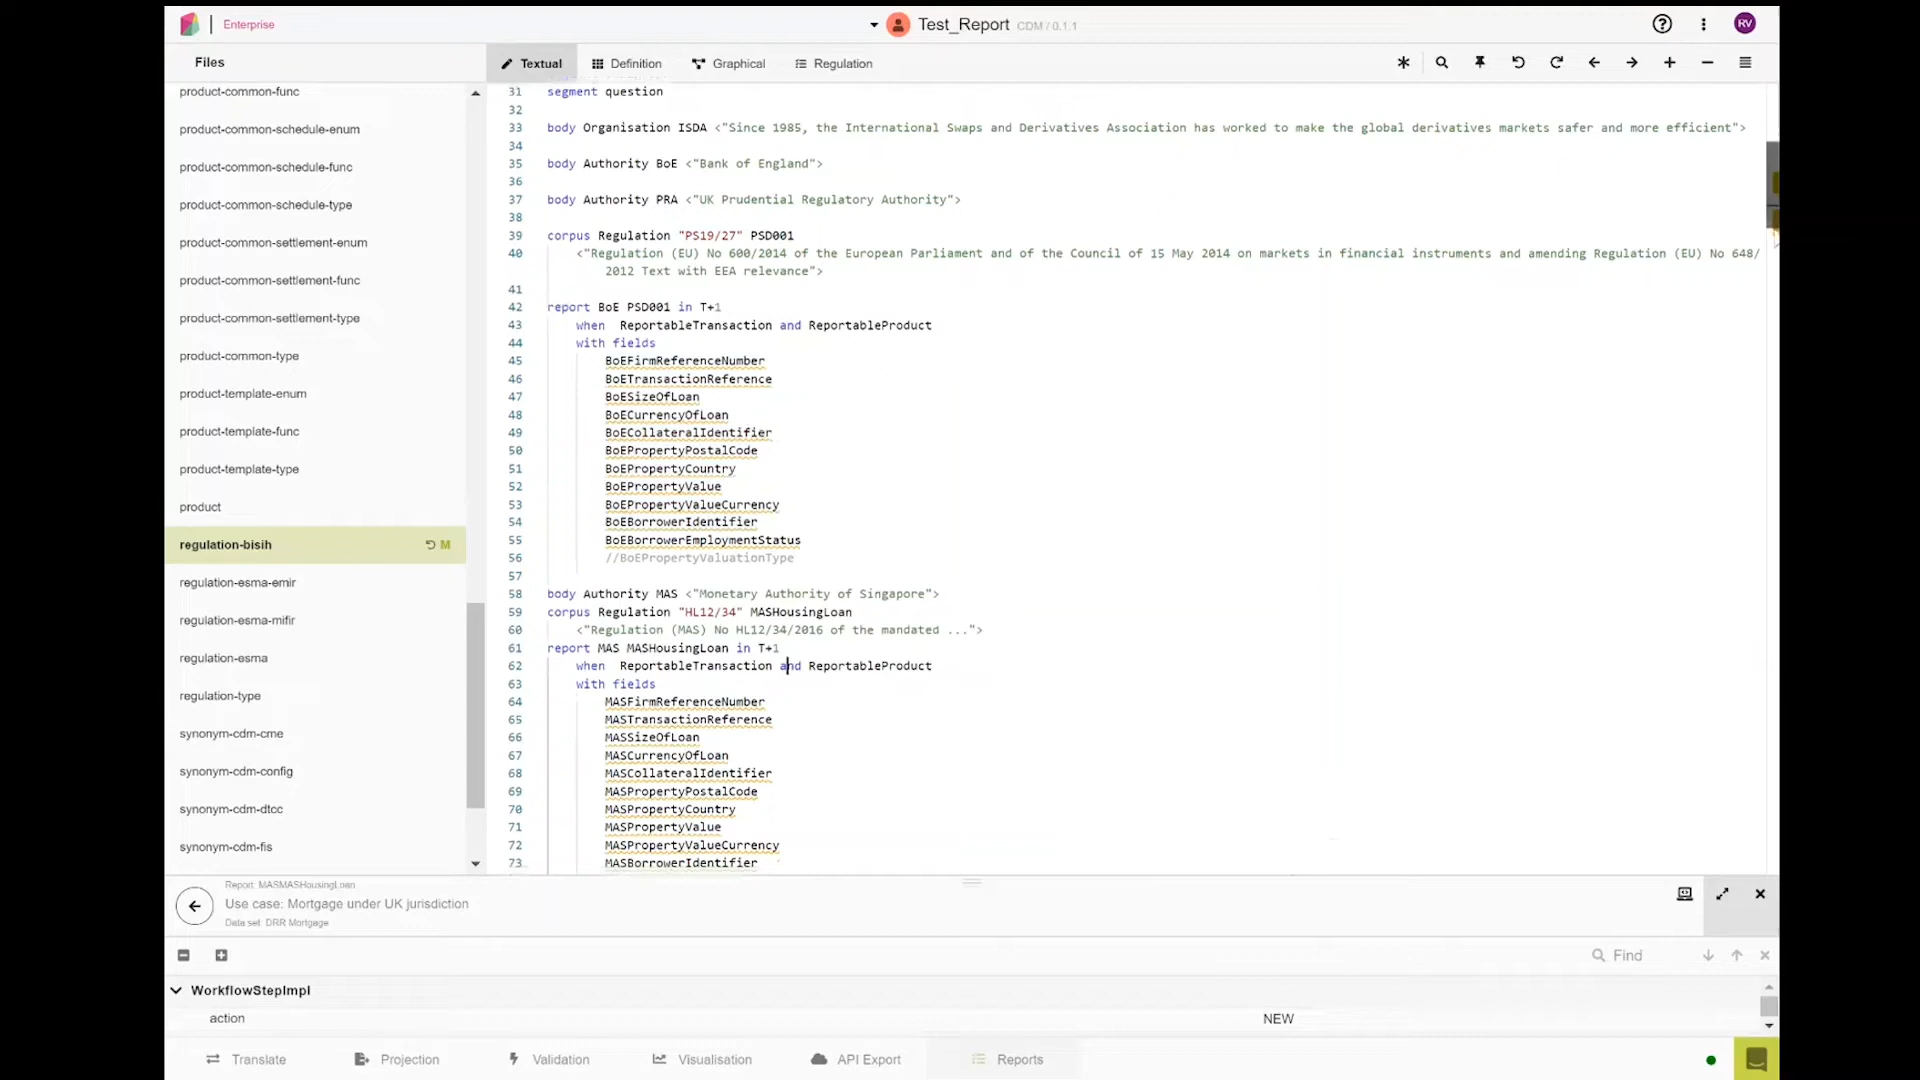 Enterprise
Test_Report CDM / 0.1.1
RV
Files
Textual Definition Graphical Regulation
product-common-func
product-common-schedule-enum
product-common-schedule-func
product-common-schedule-type
product-common-settlement-enum
product-common-settlement-func
product-common-settlement-type
product-common-type
product-template-enum
product-template-func
product-template-type
product
regulation-bisih M
regulation-esma-emir
regulation-esma-mifir
regulation-esma
regulation-type
synonym-cdm-cme
synonym-cdm-config
synonym-cdm-dtcc
synonym-cdm-fis
31 segment question
32
33 body Organisation ISDA <"Since 1985, the International Swaps and Derivatives Association has worked to make the global derivatives markets safer and more efficient">
34
35 body Authority BoE <"Bank of England">
36
37 body Authority PRA <"UK Prudential Regulatory Authority">
38
39 corpus Regulation "PS19/27" PSD001
40 <"Regulation (EU) No 600/2014 of the European Parliament and of the Council of 15 May 2014 on markets in financial instruments and amending Regulation (EU) No 648/
2012 Text with EEA relevance">
41
42 report BoE PSD001 in T+1
43 when ReportableTransaction and ReportableProduct
44 with fields
45 BoEFirmReferenceNumber
46 BoETransactionReference
47 BoESizeOfLoan
48 BoECurrencyOfLoan
49 BoECollateralIdentifier
50 BoEPropertyPostalCode
51 BoEPropertyCountry
52 BoEPropertyValue
53 BoEPropertyValueCurrency
54 BoEBorrowerIdentifier
55 BoEBorrowerEmploymentStatus
56 //BoEPropertyValuationType
57
58 body Authority MAS <"Monetary Authority of Singapore">
59 corpus Regulation "HL12/34" MASHousingLoan
60 <"Regulation (MAS) No HL12/34/2016 of the mandated ...">
61 report MAS MASHousingLoan in T+1
62 when ReportableTransaction and ReportableProduct
63 with fields
64 MASFirmReferenceNumber
65 MASTransactionReference
66 MASSizeOfLoan
67 MASCurrencyOfLoan
68 MASCollateralIdentifier
69 MASPropertyPostalCode
70 MASPropertyCountry
71 MASPropertyValue
72 MASPropertyValueCurrency
73 MASBorrowerIdentifier
Report: MASMASHousingLoan
Use case: Mortgage under UK jurisdiction
Data set: DRR Mortgage
Find
WorkflowStepImpl
action NEW
Translate Projection Validation Visualisation API Export Reports